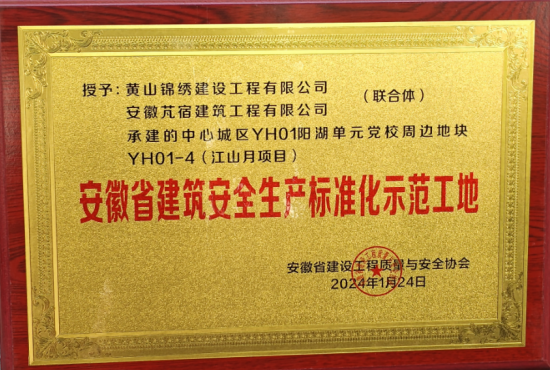 授予：黄山锦绣建设工程有限公司
安徽芃宿建筑工程有限公司
（联合体）
承建的中心城区YH01阳湖单元党校周边地块
YH01-4（江山月项目）
安徽省建筑安全生产标准化示范工地
安徽省建设工程质量与安全协会
2024年1月24日